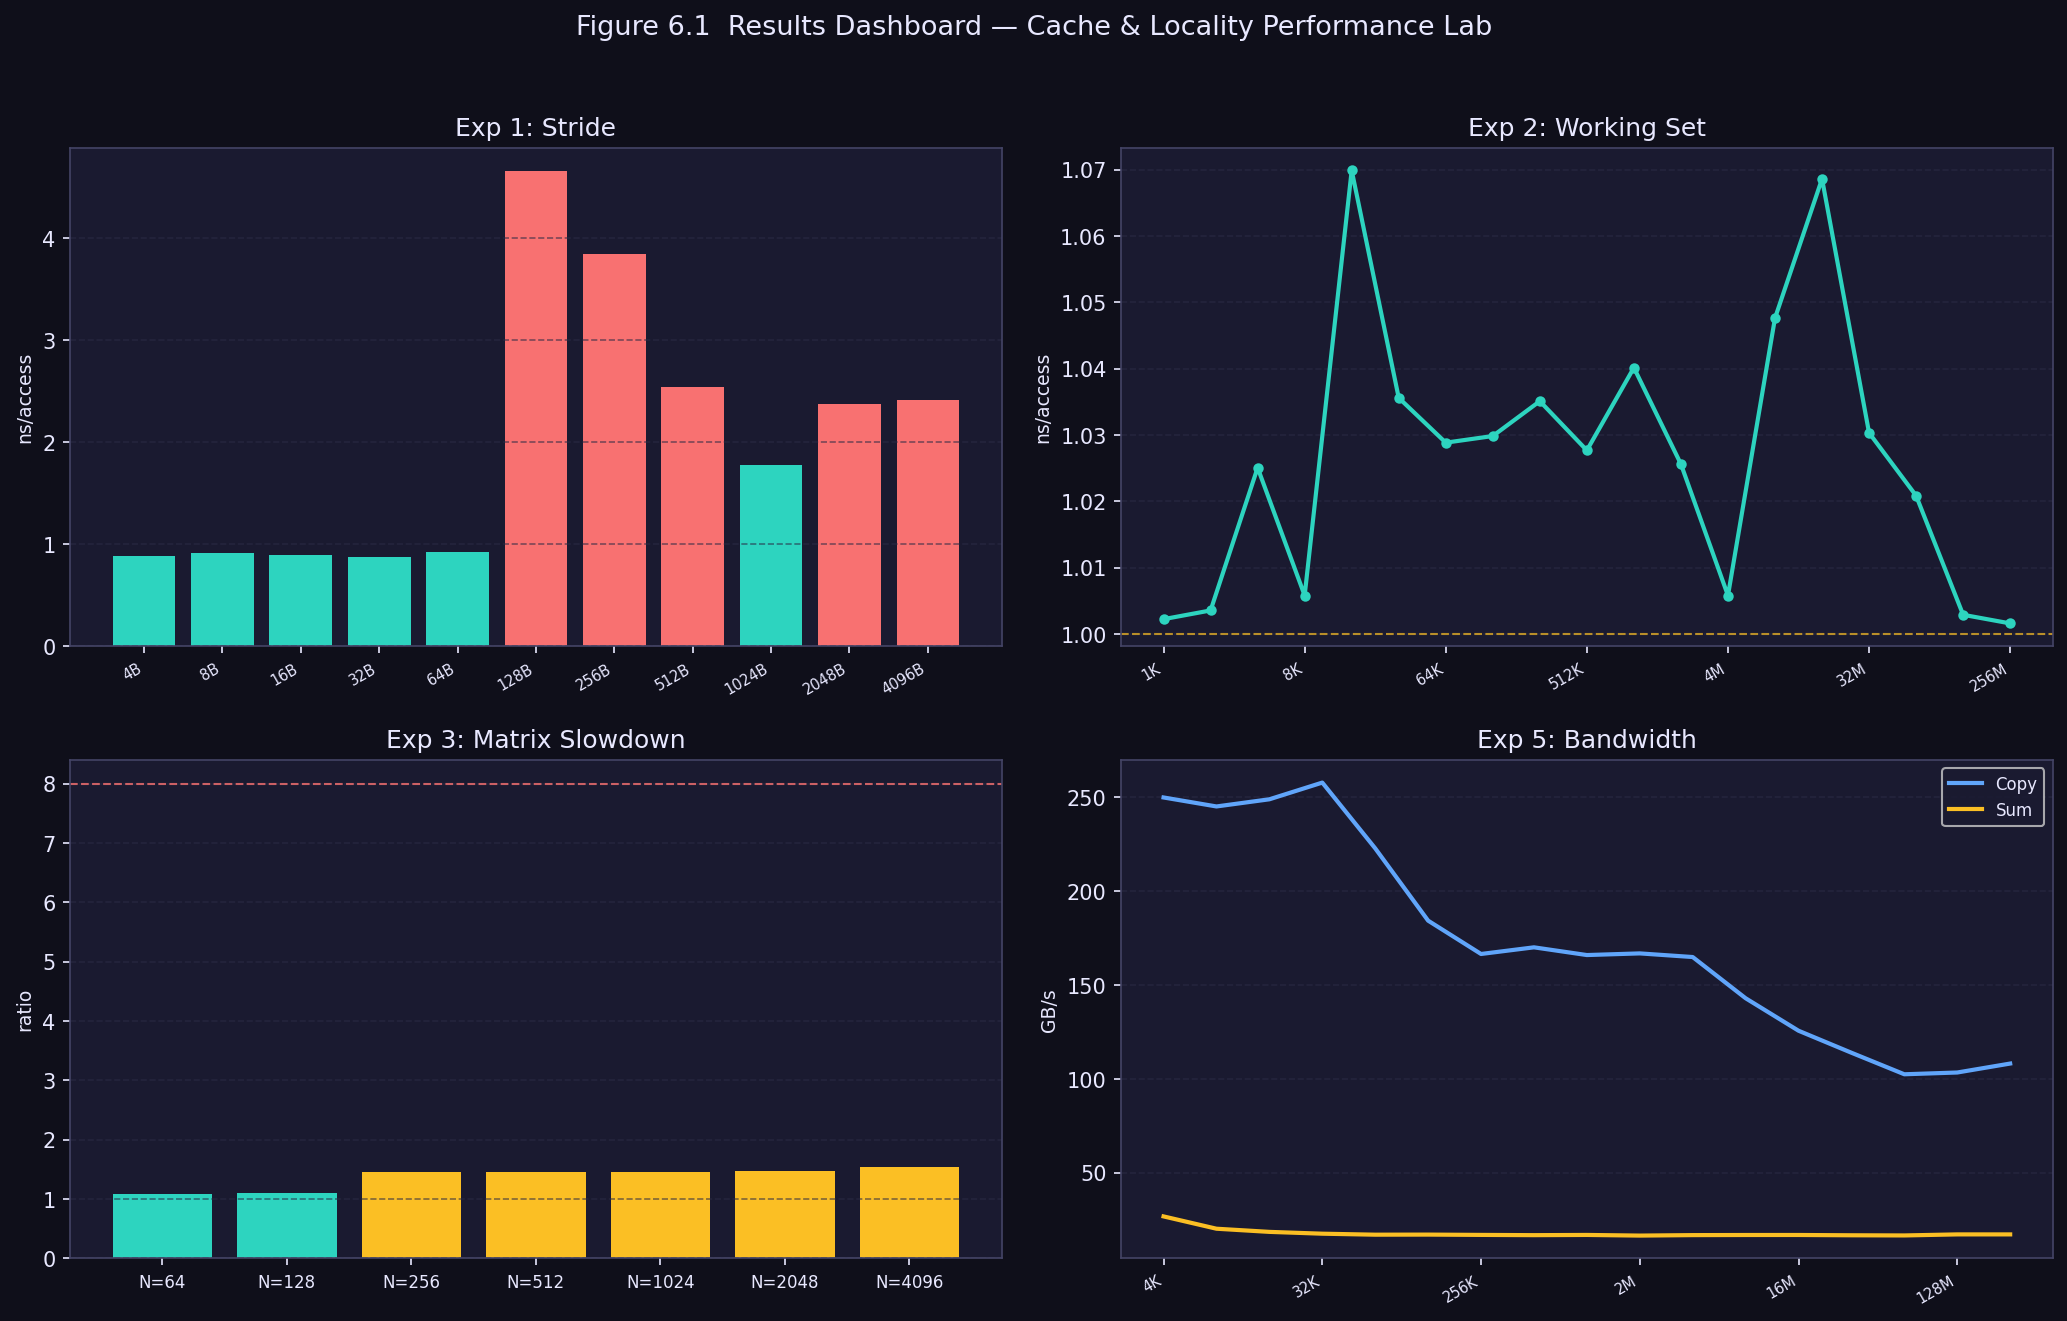 Figure 6.1  Results Dashboard — Cache & Locality Performance Lab
Exp 1: Stride
ns/access
4
3
2
1
0
4B 8B 16B 32B 64B 128B 256B 512B 1024B 2048B 4096B
Exp 2: Working Set
ns/access
1.07
1.06
1.05
1.04
1.03
1.02
1.01
1.00
1K 8K 64K 512K 4M 32M 256M
Exp 3: Matrix Slowdown
ratio
8
7
6
5
4
3
2
1
0
N=64 N=128 N=256 N=512 N=1024 N=2048 N=4096
Exp 5: Bandwidth
GB/s
250
200
150
100
50
4K 32K 256K 2M 16M 128M
Copy
Sum